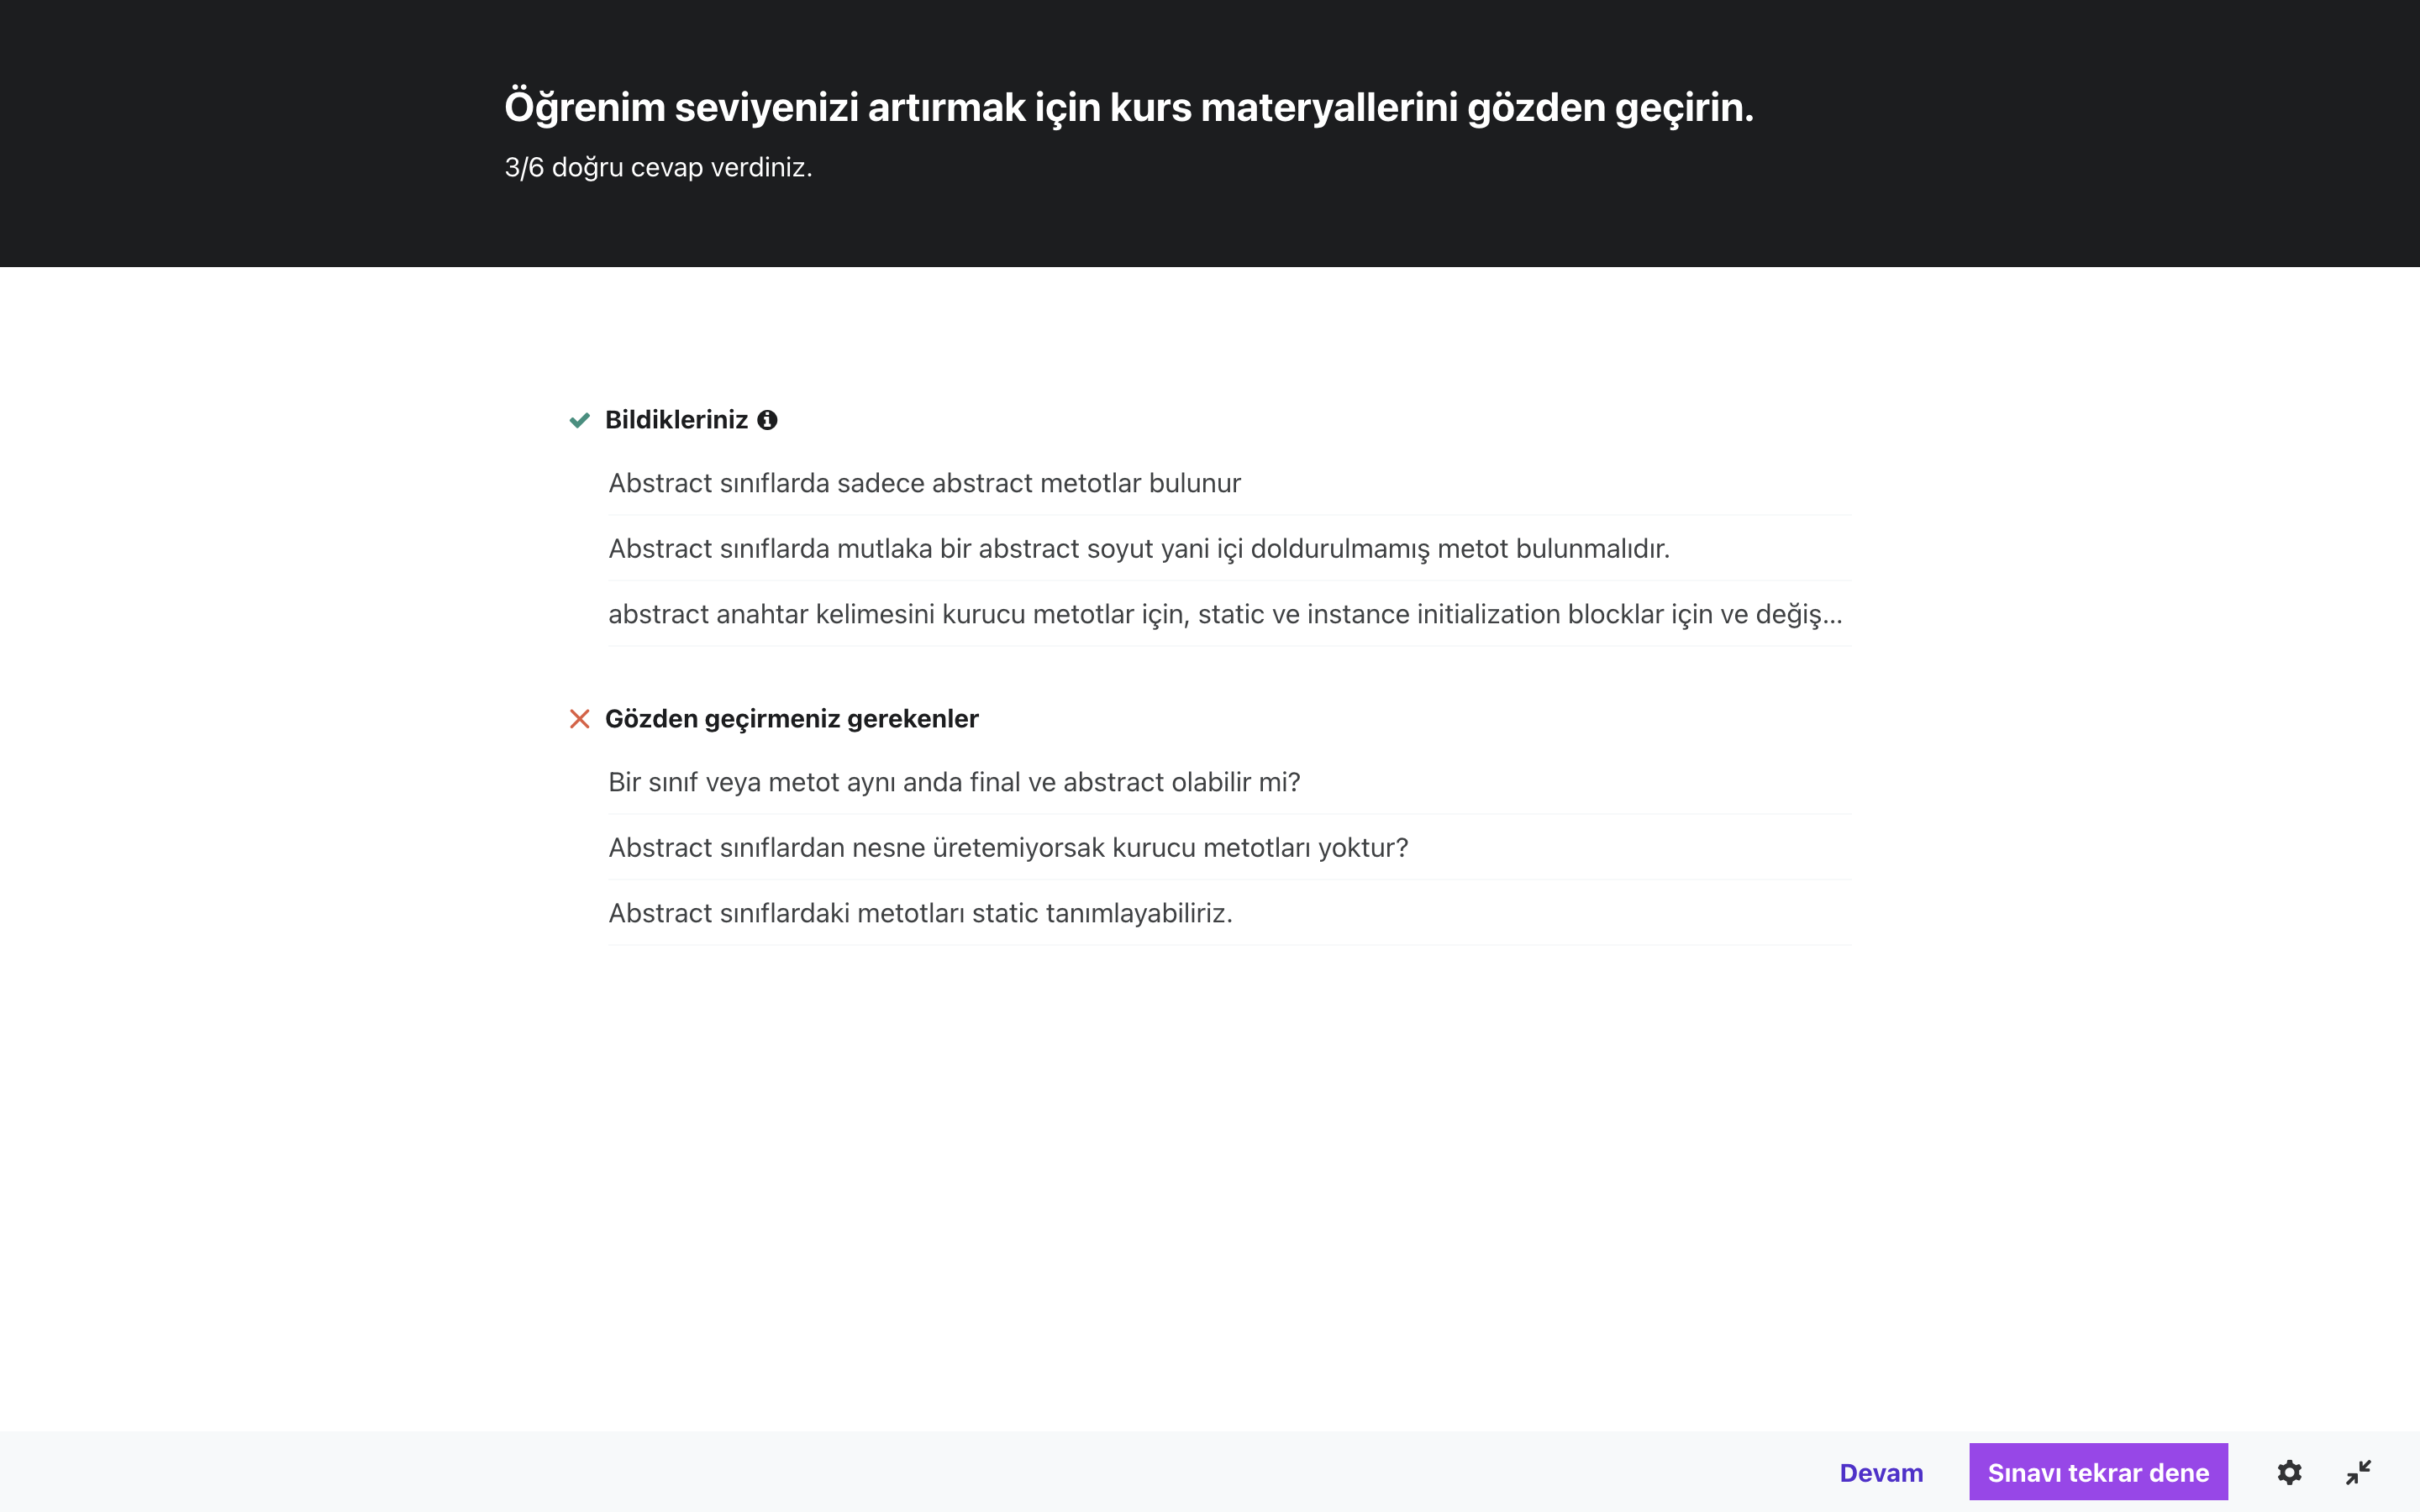 Öğrenim seviyenizi artırmak için kurs materyallerini gözden geçirin.
3/6 doğru cevap verdiniz.
Bildikleriniz
Abstract sınıflarda sadece abstract metotlar bulunur
Abstract sınıflarda mutlaka bir abstract soyut yani içi doldurulmamış metot bulunmalıdır.
abstract anahtar kelimesini kurucu metotlar için, static ve instance initialization blocklar için ve değiş...
Gözden geçirmeniz gerekenler
Bir sınıf veya metot aynı anda final ve abstract olabilir mi?
Abstract sınıflardan nesne üretemiyorsak kurucu metotları yoktur?
Abstract sınıflardaki metotları static tanımlayabiliriz.
Devam
Sınavı tekrar dene